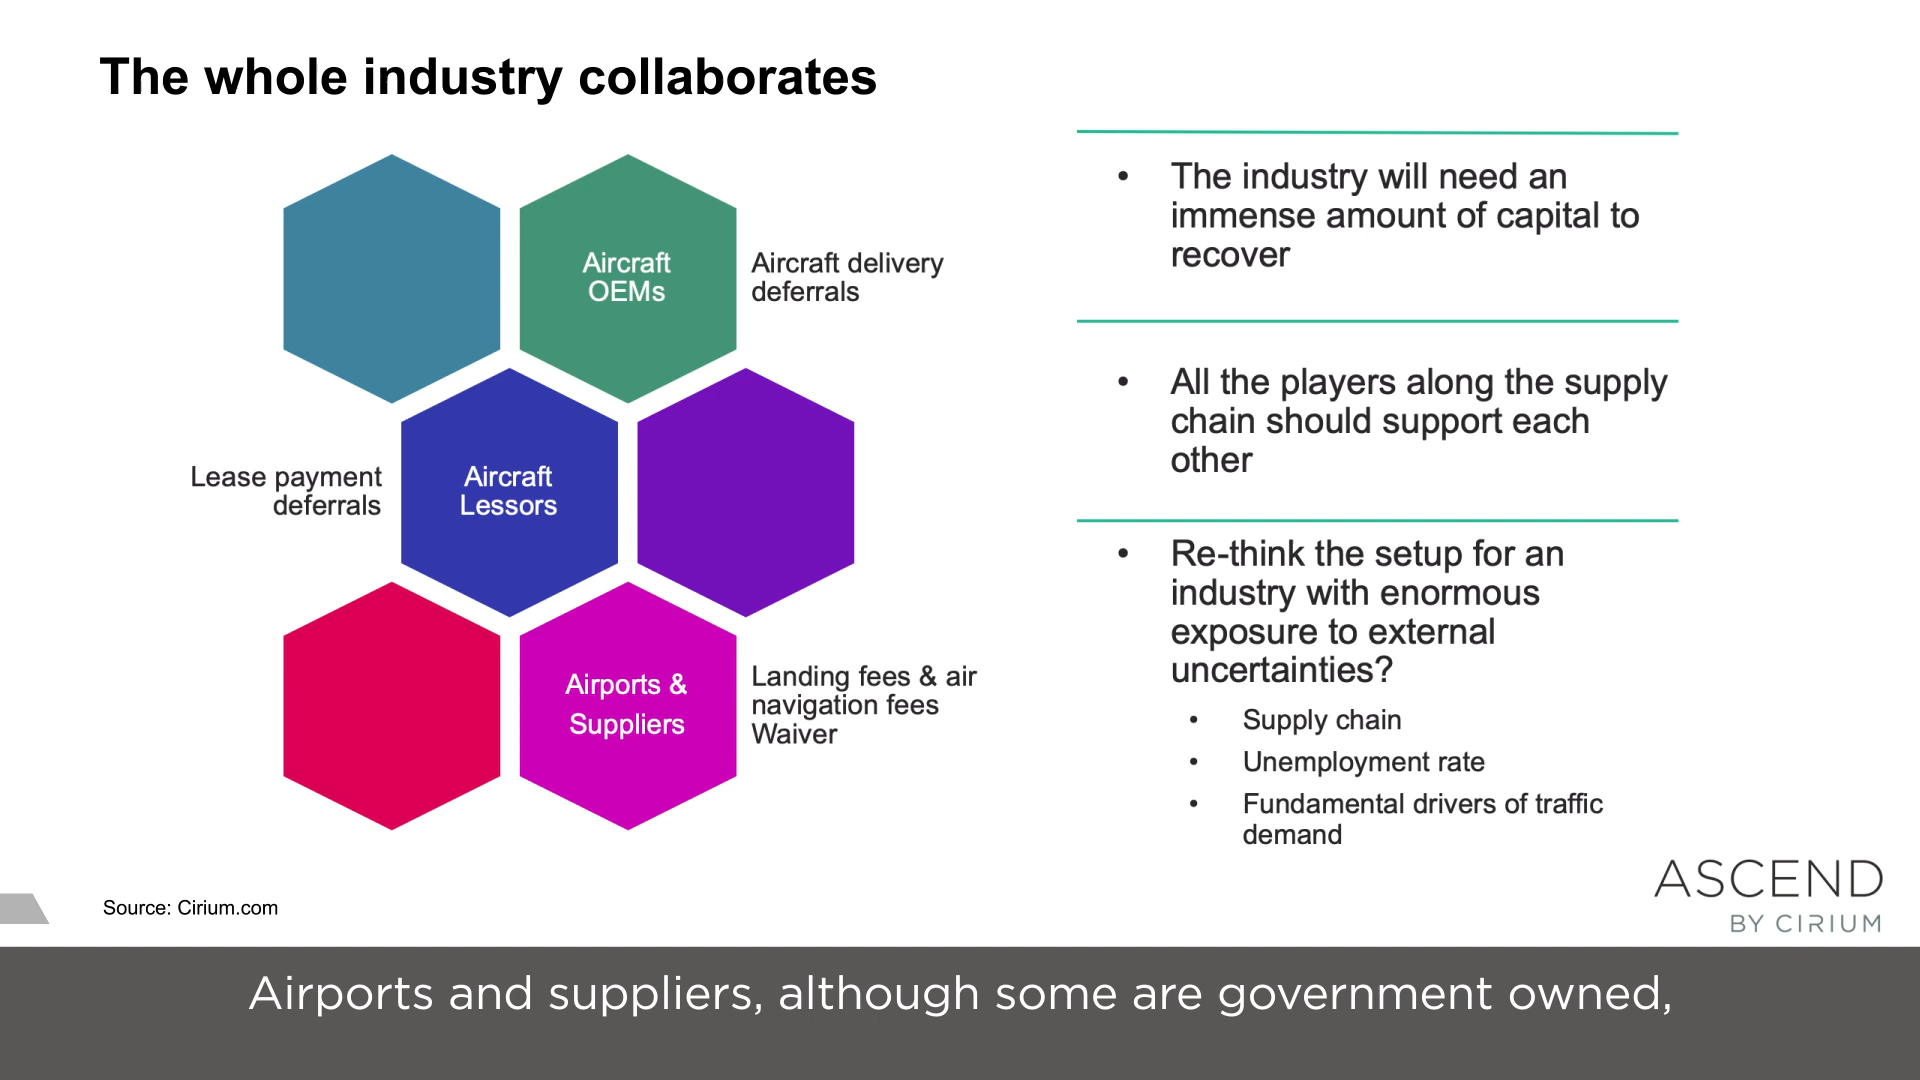 The whole industry collaborates
Aircraft
OEMs
Aircraft delivery
deferrals
Lease payment
deferrals
Aircraft
Lessors
Airports &
Suppliers
Landing fees & air
navigation fees
Waiver
• The industry will need an
immense amount of capital to
recover
• All the players along the supply
chain should support each
other
• Re-think the setup for an
industry with enormous
exposure to external
uncertainties?
• Supply chain
• Unemployment rate
• Fundamental drivers of traffic
demand
Source: Cirium.com
ASCEND
BY CIRIUM
Airports and suppliers, although some are government owned,